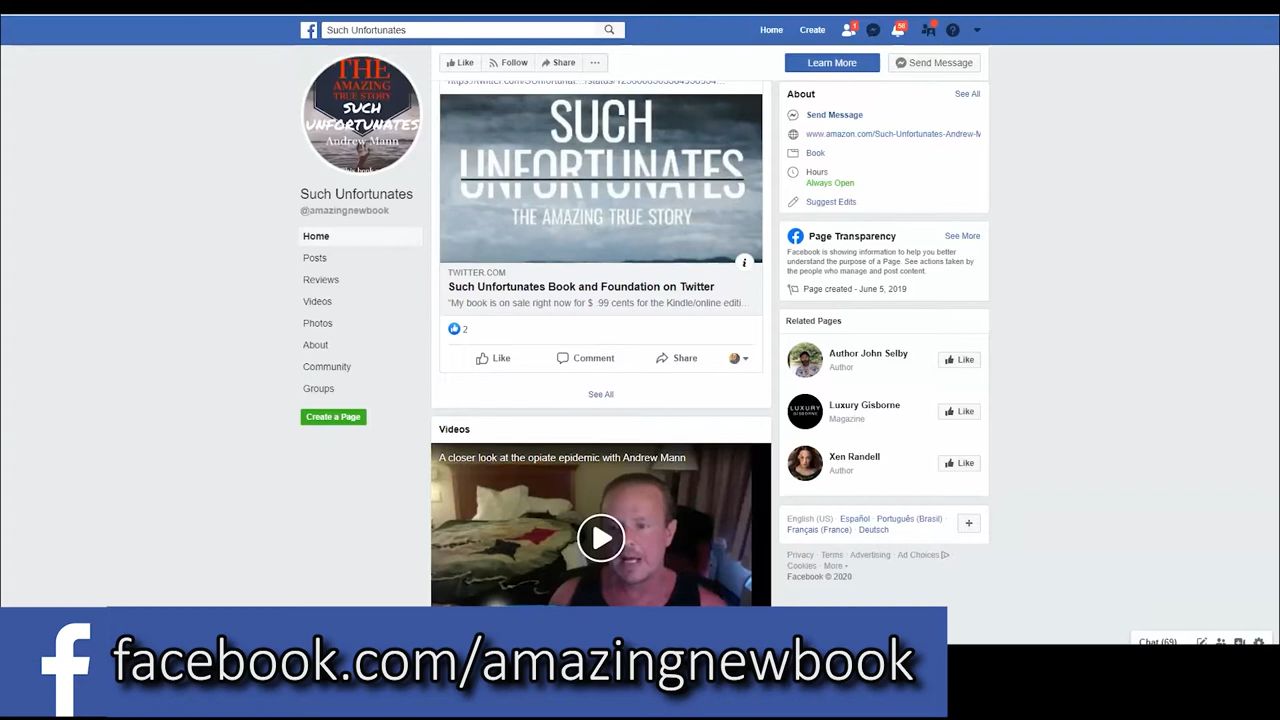 Such Unfortunates
Home
Create
1
58
Like
Follow
Share
Learn More
Send Message
THE
AMAZING
TRUE STORY
SUCH
UNFORTUNATES
Andrew Mann
Such Unfortunates
@amazingnewbook
Home
Posts
Reviews
Videos
Photos
About
Community
Groups
Create a Page
SUCH
UNFORTUNATES
THE AMAZING TRUE STORY
TWITTER.COM
Such Unfortunates Book and Foundation on Twitter
"My book is on sale right now for $ .99 cents for the Kindle/online editi...
2
Like
Comment
Share
See All
Videos
A closer look at the opiate epidemic with Andrew Mann
About
See All
Send Message
www.amazon.com/Such-Unfortunates-Andrew-M
Book
Hours
Always Open
Suggest Edits
Page Transparency
See More
Facebook is showing information to help you better
understand the purpose of a Page. See actions taken by
the people who manage and post content.
Page created - June 5, 2019
Related Pages
Author John Selby
Author
Like
LUXURY
GISBORNE
Luxury Gisborne
Magazine
Like
Xen Randell
Author
Like
English (US) · Español · Português (Brasil) ·
Français (France) · Deutsch
Privacy · Terms · Advertising · Ad Choices ·
Cookies · More
Facebook © 2020
Chat (69)
facebook.com/amazingnewbook